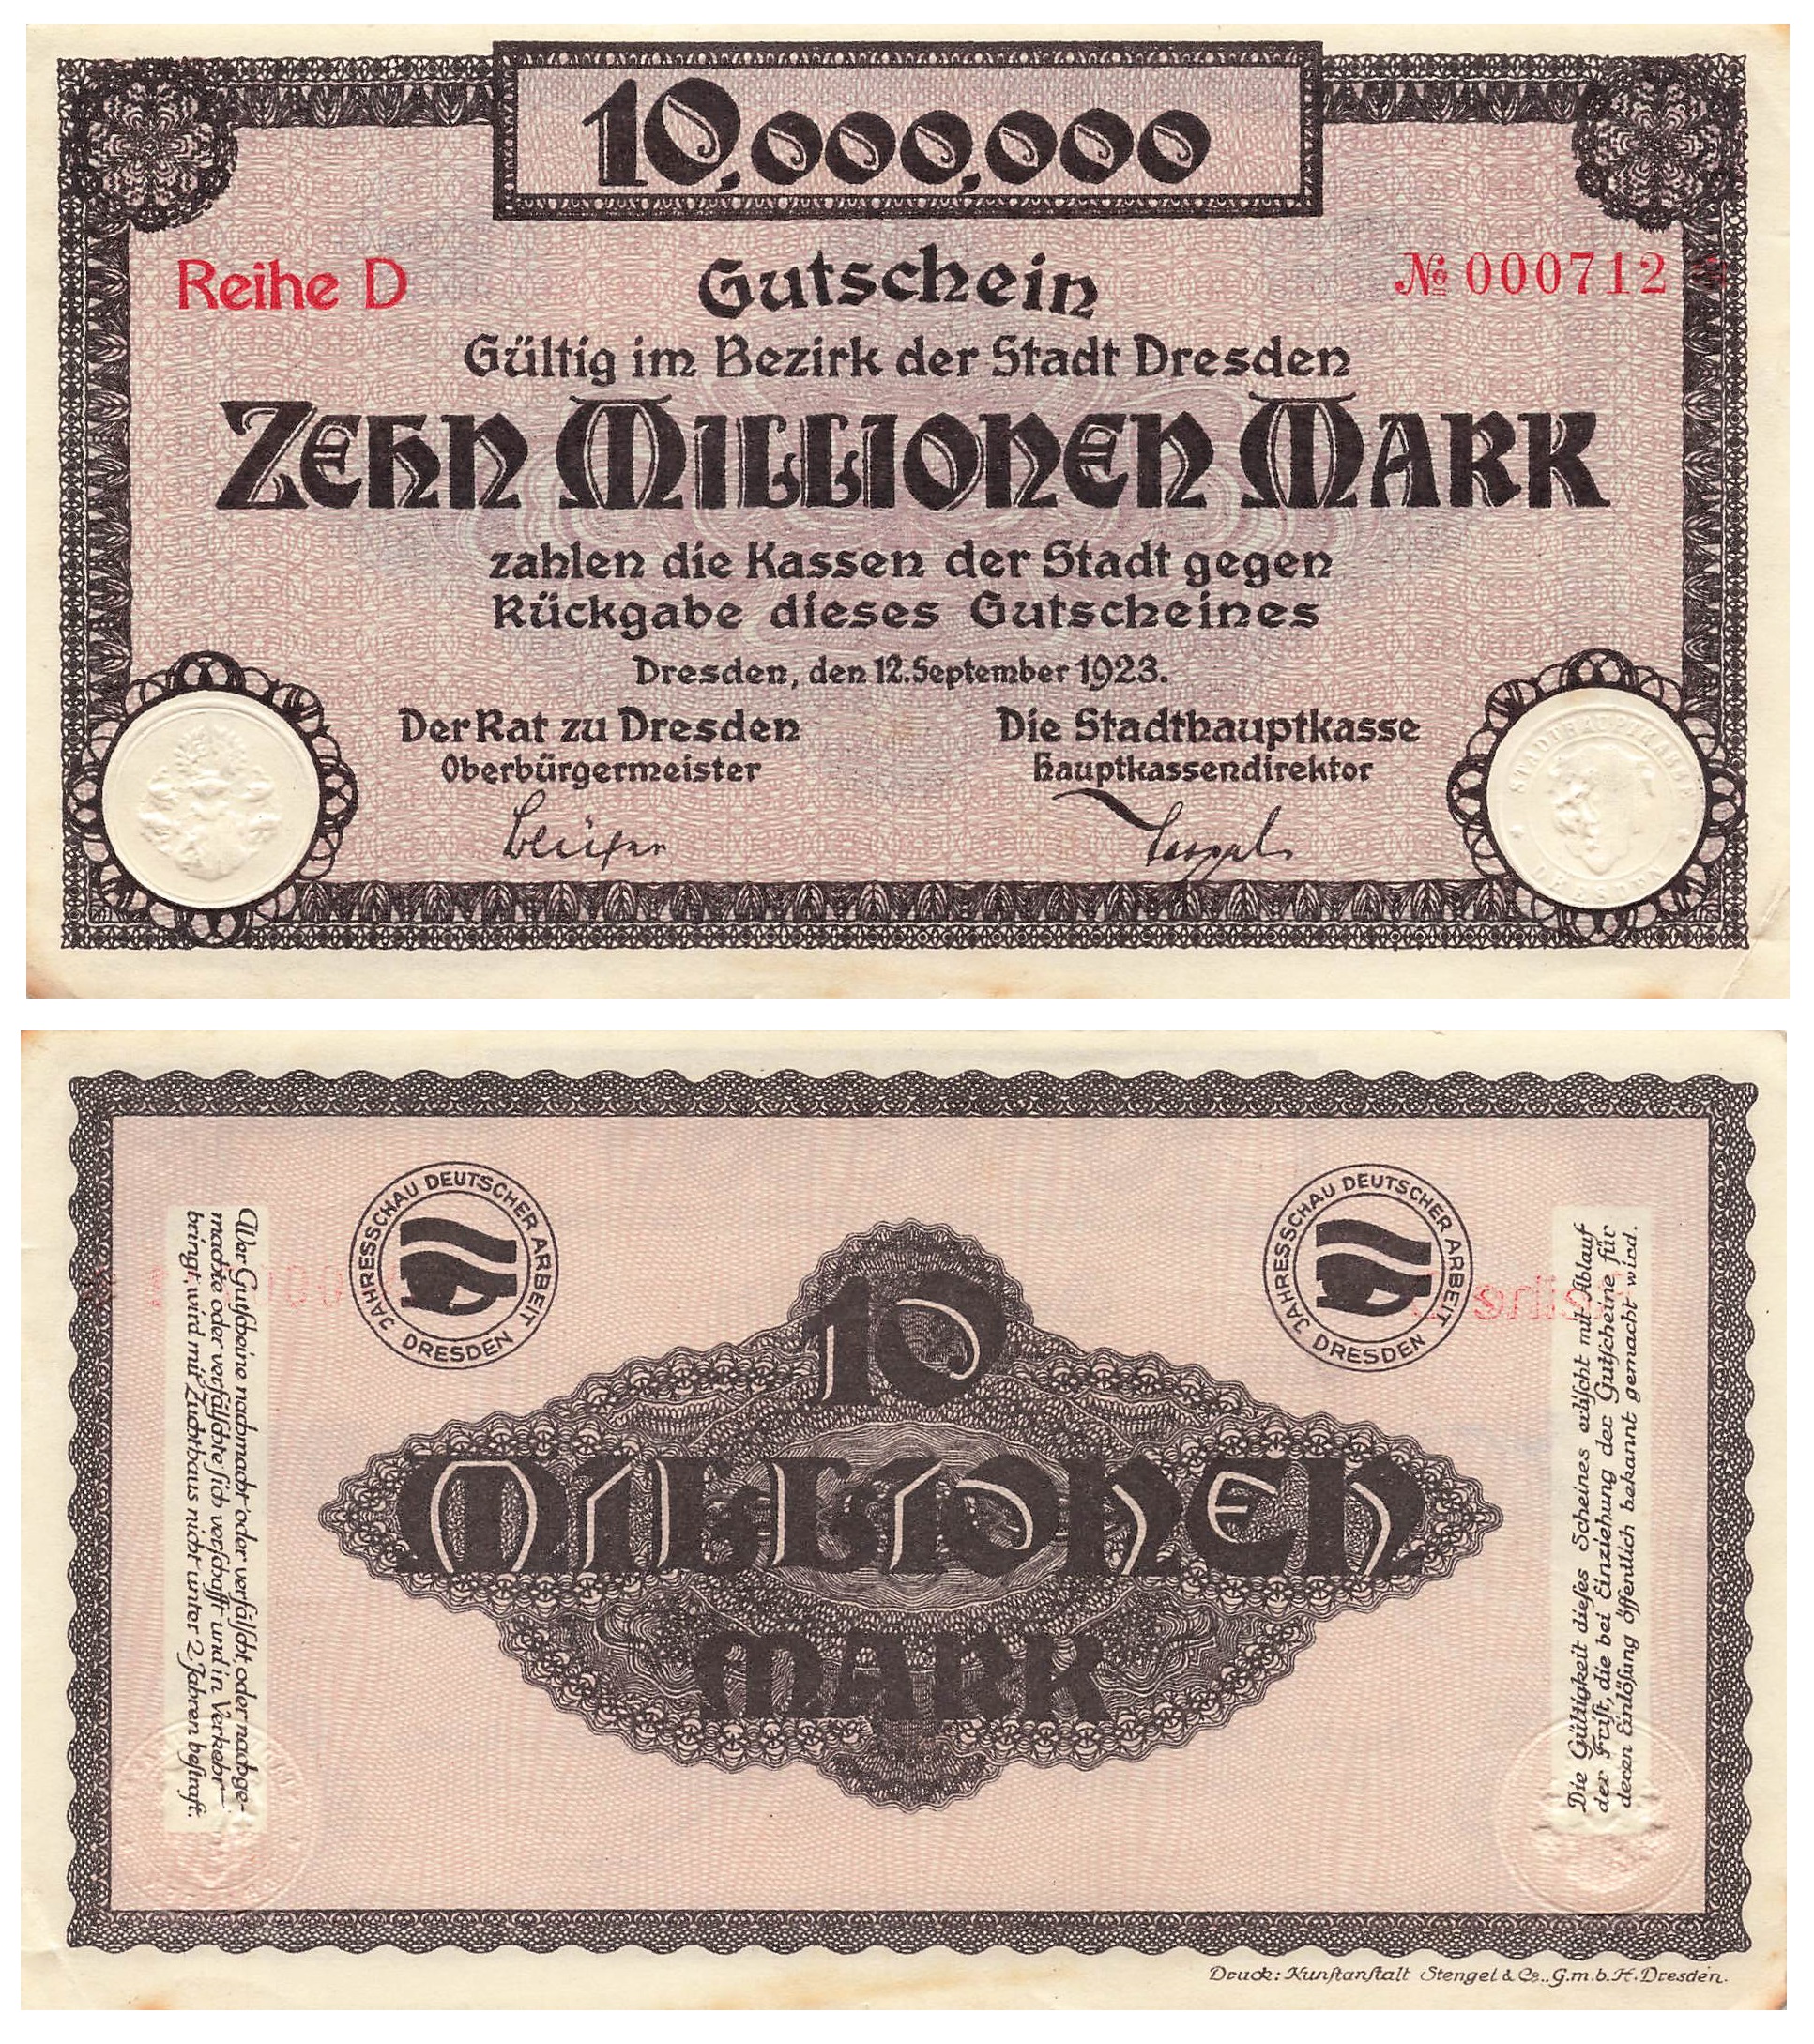 10,000,000
Reihe D
№ 000712
Gutschein
Gültig im Bezirk der Stadt Dresden
Zehn Millionen Mark
zahlen die Kassen der Stadt gegen
Rückgabe dieses Gutscheines
Dresden, den 12. September 1923.
Der Rat zu Dresden
Oberbürgermeister
Blüher
Die Stadthauptkasse
Hauptkassendirektor
STADTHAUPTKASSE
DRESDEN
JAHRESSCHAU DEUTSCHER ARBEIT
DRESDEN
JAHRESSCHAU DEUTSCHER ARBEIT
DRESDEN
Wer Gutscheine nachmacht oder verfälscht, oder nachge-
machte oder verfälschte sich verschafft und in Verkehr
bringt, wird mit Zuchthaus nicht unter 2 Jahren bestraft.
10
MILLIONEN
MARK
Die Gültigkeit dieses Scheines erlischt mit Ablauf
der Frist, die bei Einziehung der Gutscheine für
deren Einlösung öffentlich bekannt gemacht wird.
Druck: Kunstanstalt Stengel & Co., G.m.b.H. Dresden.